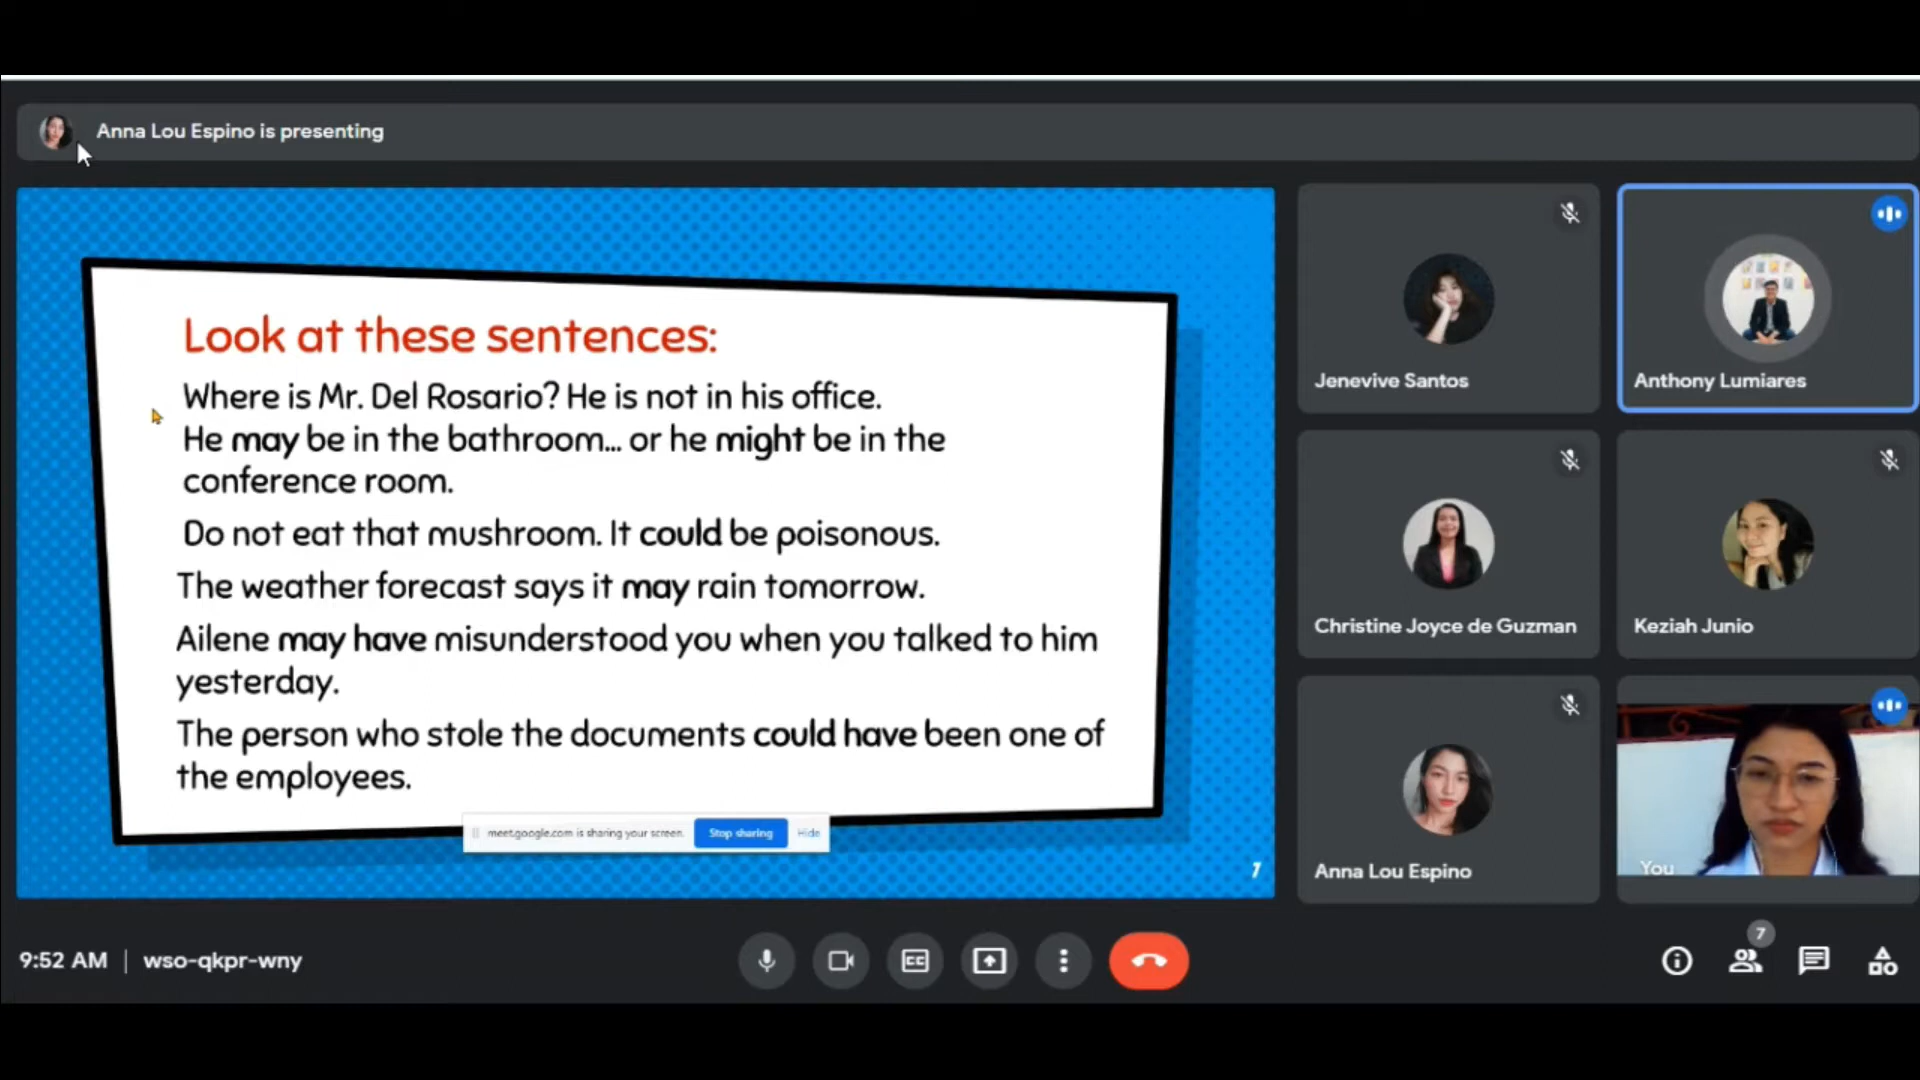 Anna Lou Espino is presenting
Look at these sentences:
Where is Mr. Del Rosario? He is not in his office.
He may be in the bathroom... or he might be in the
conference room.
Do not eat that mushroom. It could be poisonous.
The weather forecast says it may rain tomorrow.
Ailene may have misunderstood you when you talked to him
yesterday.
The person who stole the documents could have been one of
the employees.
meet.google.com is sharing your screen. Stop sharing Hide
7
Jenevive Santos
Anthony Lumiares
Christine Joyce de Guzman
Keziah Junio
Anna Lou Espino
You
9:52 AM | wso-qkpr-wny
CC
7